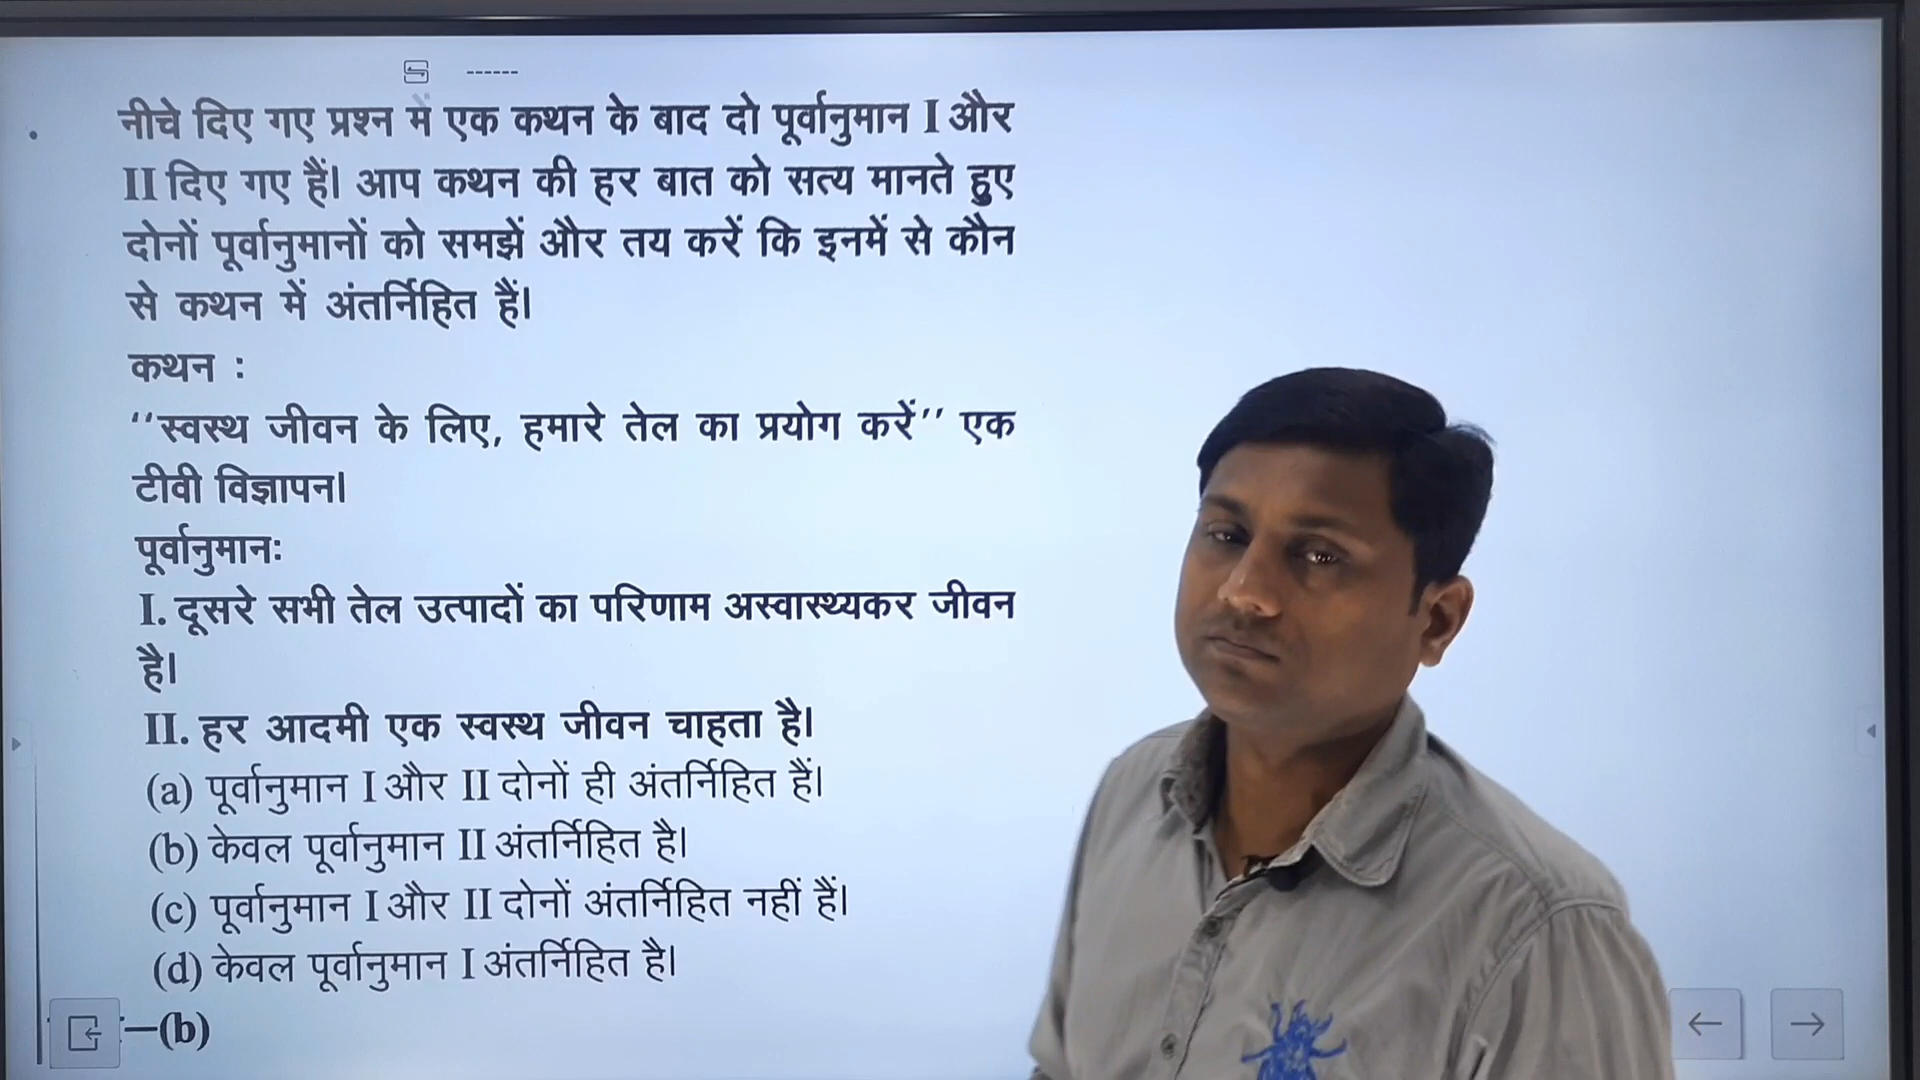 नीचे दिए गए प्रश्न में एक कथन के बाद दो पूर्वानुमान I और
II दिए गए हैं। आप कथन की हर बात को सत्य मानते हुए
दोनों पूर्वानुमानों को समझें और तय करें कि इनमें से कौन
से कथन में अंतर्निहित हैं।
कथन :
‘‘स्वस्थ जीवन के लिए, हमारे तेल का प्रयोग करें’’ एक
टीवी विज्ञापन।
पूर्वानुमानः
I. दूसरे सभी तेल उत्पादों का परिणाम अस्वास्थ्यकर जीवन
है।
II. हर आदमी एक स्वस्थ जीवन चाहता है।
(a) पूर्वानुमान I और II दोनों ही अंतर्निहित हैं।
(b) केवल पूर्वानुमान II अंतर्निहित है।
(c) पूर्वानुमान I और II दोनों अंतर्निहित नहीं हैं।
(d) केवल पूर्वानुमान I अंतर्निहित है।
—(b)